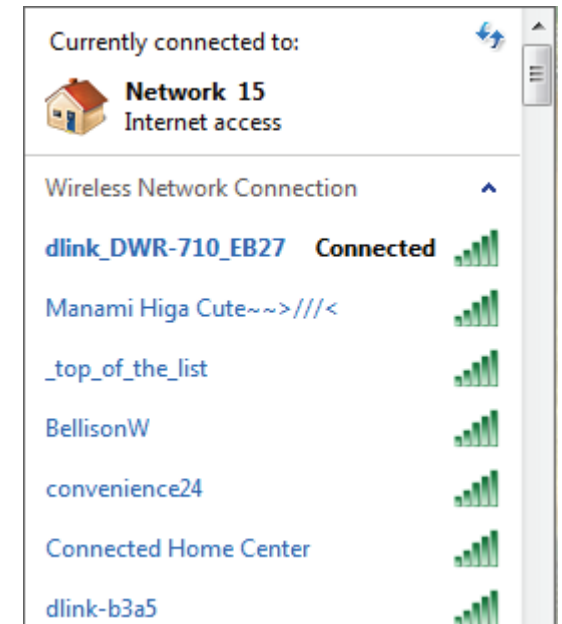 Currently connected to:
Network 15
Internet access
Wireless Network Connection
dlink_DWR-710_EB27 Connected
Manami Higa Cute~~>///<
_top_of_the_list
BellisonW
convenience24
Connected Home Center
dlink-b3a5